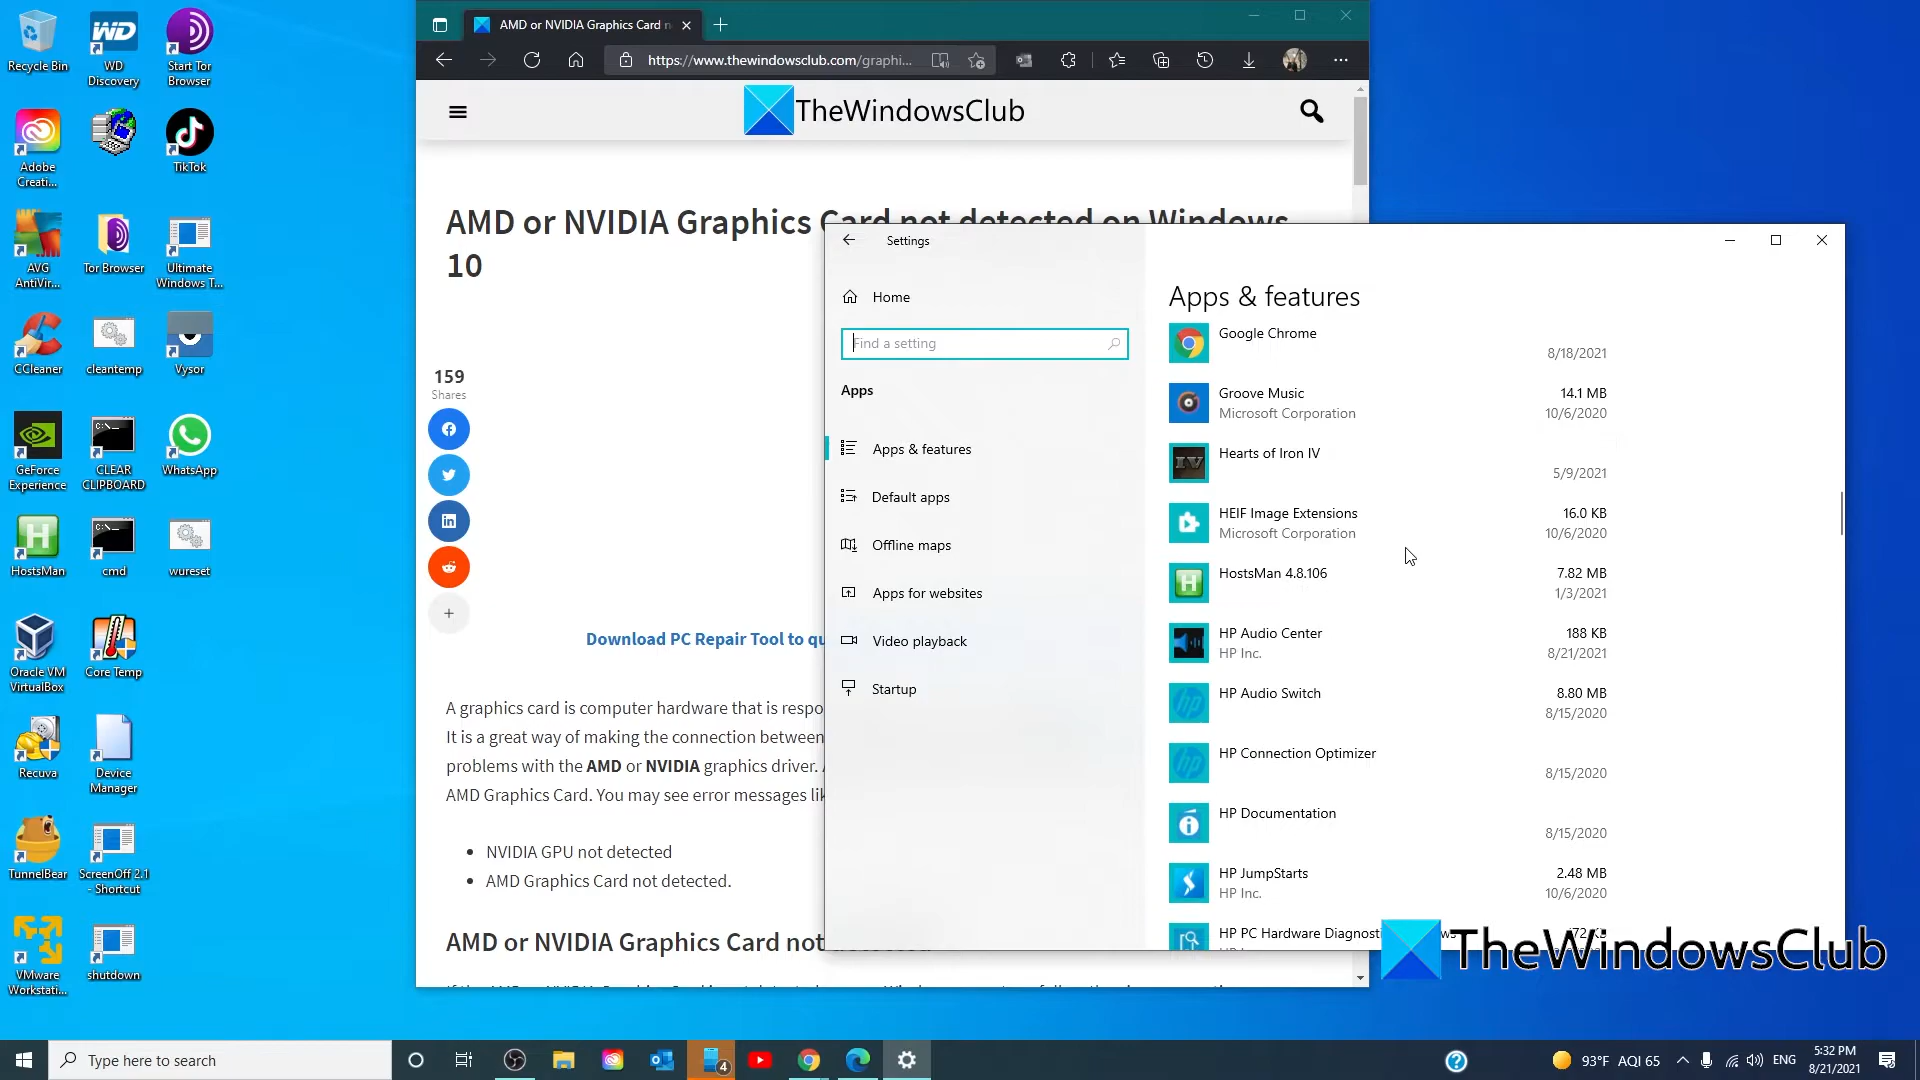 Recycle Bin
WD Discovery
Start Tor Browser
Adobe Creati...
TikTok
AVG AntiVir...
Tor Browser
Ultimate Windows T...
CCleaner
cleantemp
Vysor
GeForce Experience
CLEAR CLIPBOARD
WhatsApp
HostsMan
cmd
wureset
Oracle VM VirtualBox
Core Temp
Recuva
Device Manager
TunnelBear
ScreenOff 2.1 - Shortcut
VMware Workstati...
shutdown
AMD or NVIDIA Graphics Card n
https://www.thewindowsclub.com/graphi...
TheWindowsClub
AMD or NVIDIA Graphics Card not detected on Windows
10
159
Shares
Download PC Repair Tool to qu
A graphics card is computer hardware that is respo
It is a great way of making the connection between
problems with the AMD or NVIDIA graphics driver.
AMD Graphics Card. You may see error messages lik
NVIDIA GPU not detected
AMD Graphics Card not detected.
AMD or NVIDIA Graphics Card not detected
Settings
Home
Find a setting
Apps
Apps & features
Default apps
Offline maps
Apps for websites
Video playback
Startup
Apps & features
Google Chrome
8/18/2021
Groove Music 14.1 MB
Microsoft Corporation 10/6/2020
Hearts of Iron IV
5/9/2021
HEIF Image Extensions 16.0 KB
Microsoft Corporation 10/6/2020
HostsMan 4.8.106 7.82 MB
1/3/2021
HP Audio Center 188 KB
HP Inc. 8/21/2021
HP Audio Switch 8.80 MB
8/15/2020
HP Connection Optimizer
8/15/2020
HP Documentation
8/15/2020
HP JumpStarts 2.48 MB
HP Inc. 10/6/2020
HP PC Hardware Diagnosti
TheWindowsClub
Type here to search
4
93°F AQI 65
ENG
5:32 PM
8/21/2021